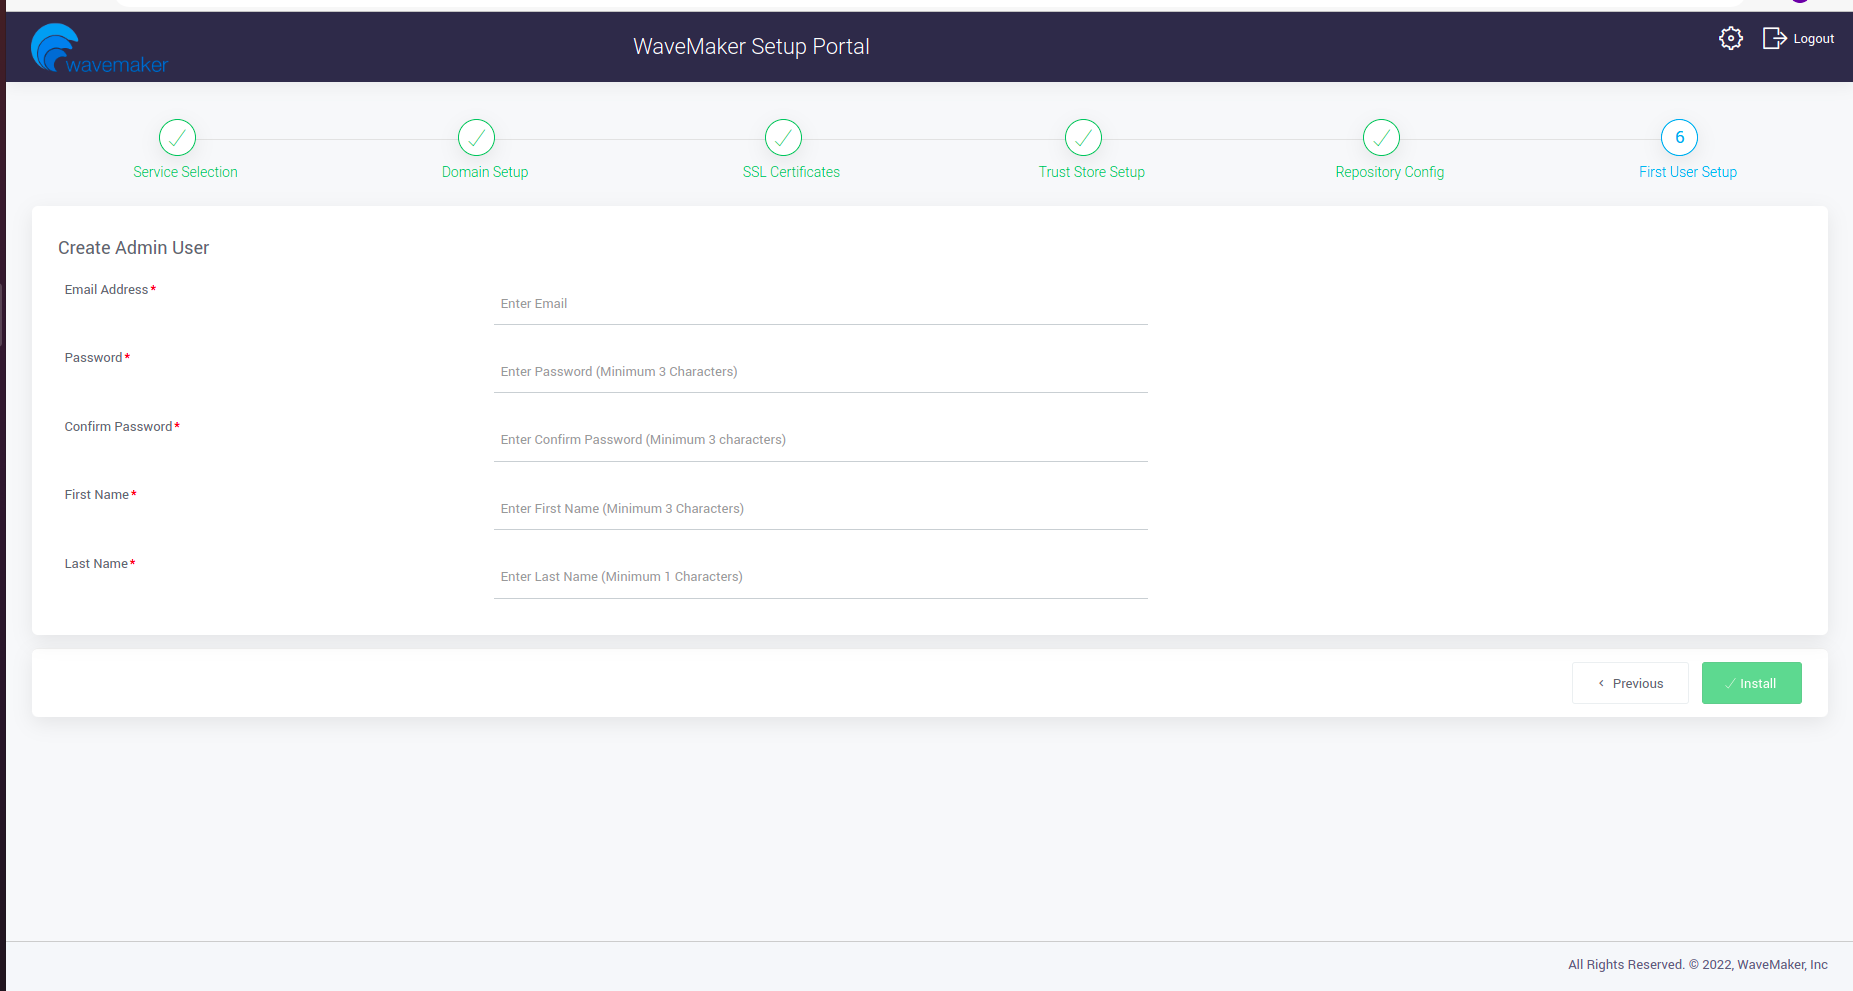 wavemaker
WaveMaker Setup Portal
Logout
Service Selection
Domain Setup
SSL Certificates
Trust Store Setup
Repository Config
6
First User Setup
Create Admin User
Email Address*
Enter Email
Password*
Enter Password (Minimum 3 Characters)
Confirm Password*
Enter Confirm Password (Minimum 3 characters)
First Name*
Enter First Name (Minimum 3 Characters)
Last Name*
Enter Last Name (Minimum 1 Characters)
Previous
Install
All Rights Reserved. © 2022, WaveMaker, Inc